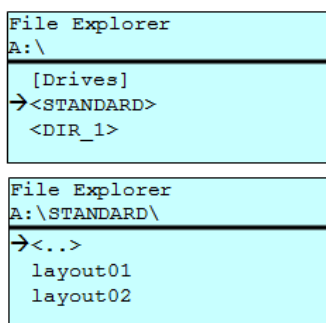 File Explorer
A:\
[Drives]
→<STANDARD>
<DIR_1>
File Explorer
A:\STANDARD\
→<..>
layout01
layout02